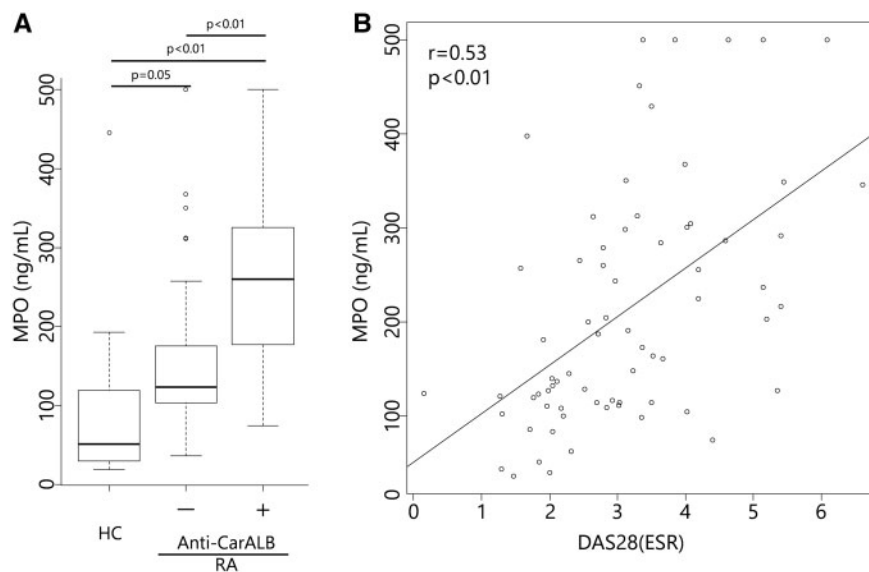 A
p<0.01
p<0.01
p=0.05
500
400
300
200
100
0
MPO (ng/mL)
HC
— +
Anti-CarALB
RA
B
r=0.53
p<0.01
500
400
300
200
100
0
MPO (ng/mL)
0 1 2 3 4 5 6
DAS28(ESR)